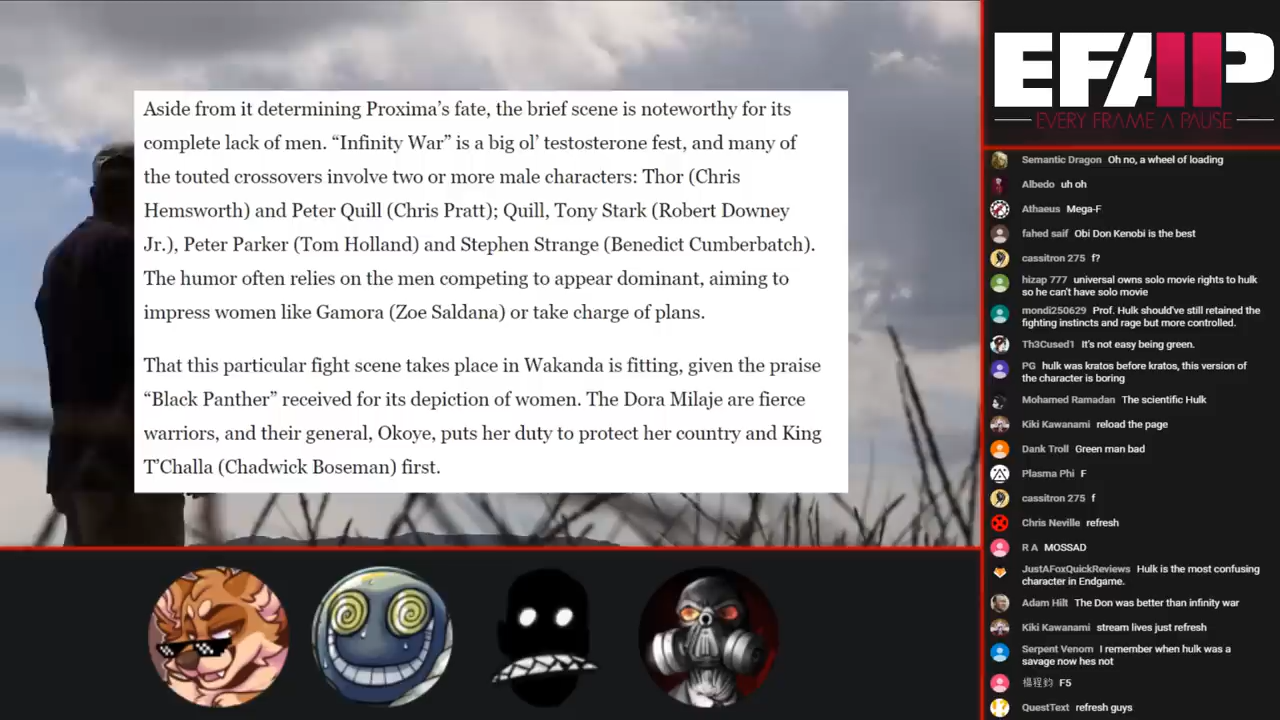 Aside from it determining Proxima’s fate, the brief scene is noteworthy for its
complete lack of men. “Infinity War” is a big ol’ testosterone fest, and many of
the touted crossovers involve two or more male characters: Thor (Chris
Hemsworth) and Peter Quill (Chris Pratt); Quill, Tony Stark (Robert Downey
Jr.), Peter Parker (Tom Holland) and Stephen Strange (Benedict Cumberbatch).
The humor often relies on the men competing to appear dominant, aiming to
impress women like Gamora (Zoe Saldana) or take charge of plans.
That this particular fight scene takes place in Wakanda is fitting, given the praise
“Black Panther” received for its depiction of women. The Dora Milaje are fierce
warriors, and their general, Okoye, puts her duty to protect her country and King
T’Challa (Chadwick Boseman) first.
EFAP
EVERY FRAME A PAUSE
Semantic Dragon Oh no, a wheel of loading
Albedo uh oh
Athaeus Mega-F
fahed saif Obi Don Kenobi is the best
cassitron 275 f?
hizap 777 universal owns solo movie rights to hulk
so he can't have solo movie
mondi250629 Prof. Hulk should've still retained the
fighting instincts and rage but more controlled.
Th3Cused1 It's not easy being green.
PG hulk was kratos before kratos, this version of
the character is boring
Mohamed Ramadan The scientific Hulk
Kiki Kawanami reload the page
Dank Troll Green man bad
Plasma Phi F
cassitron 275 f
Chris Neville refresh
R A MOSSAD
JustAFoxQuickReviews Hulk is the most confusing
character in Endgame.
Adam Hilt The Don was better than infinity war
Kiki Kawanami stream lives just refresh
Serpent Venom I remember when hulk was a
savage now hes not
楊程鈞 F5
QuestText refresh guys